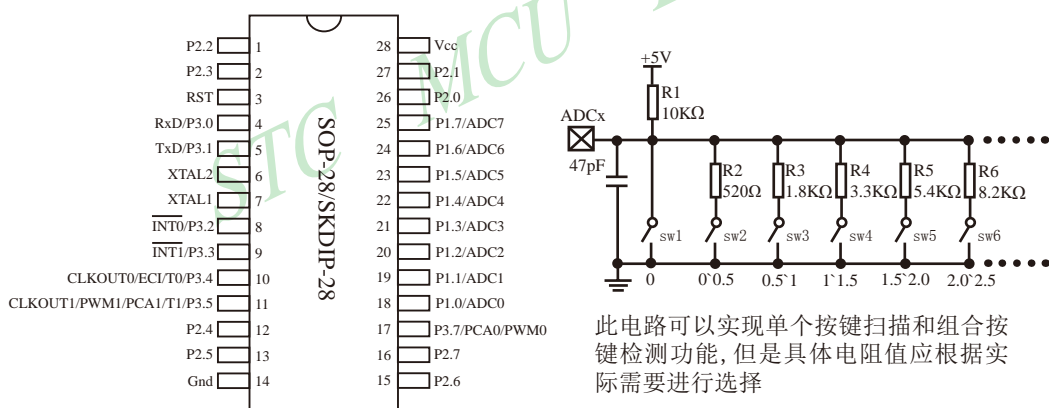 STC MCU
P2.2 1
P2.3 2
RST 3
RxD/P3.0 4
TxD/P3.1 5
XTAL2 6
XTAL1 7
INT0/P3.2 8
INT1/P3.3 9
CLKOUT0/ECI/T0/P3.4 10
CLKOUT1/PWM1/PCA1/T1/P3.5 11
P2.4 12
P2.5 13
Gnd 14
SOP-28/SKDIP-28
28 Vcc
27 P2.1
26 P2.0
25 P1.7/ADC7
24 P1.6/ADC6
23 P1.5/ADC5
22 P1.4/ADC4
21 P1.3/ADC3
20 P1.2/ADC2
19 P1.1/ADC1
18 P1.0/ADC0
17 P3.7/PCA0/PWM0
16 P2.7
15 P2.6
+5V
R1
10KΩ
ADCx
47pF
R2 R3 R4 R5 R6
520Ω 1.8KΩ 3.3KΩ 5.4KΩ 8.2KΩ
sw1 sw2 sw3 sw4 sw5 sw6
0 0`0.5 0.5`1 1`1.5 1.5`2.0 2.0`2.5
此电路可以实现单个按键扫描和组合按
键检测功能,但是具体电阻值应根据实
际需要进行选择